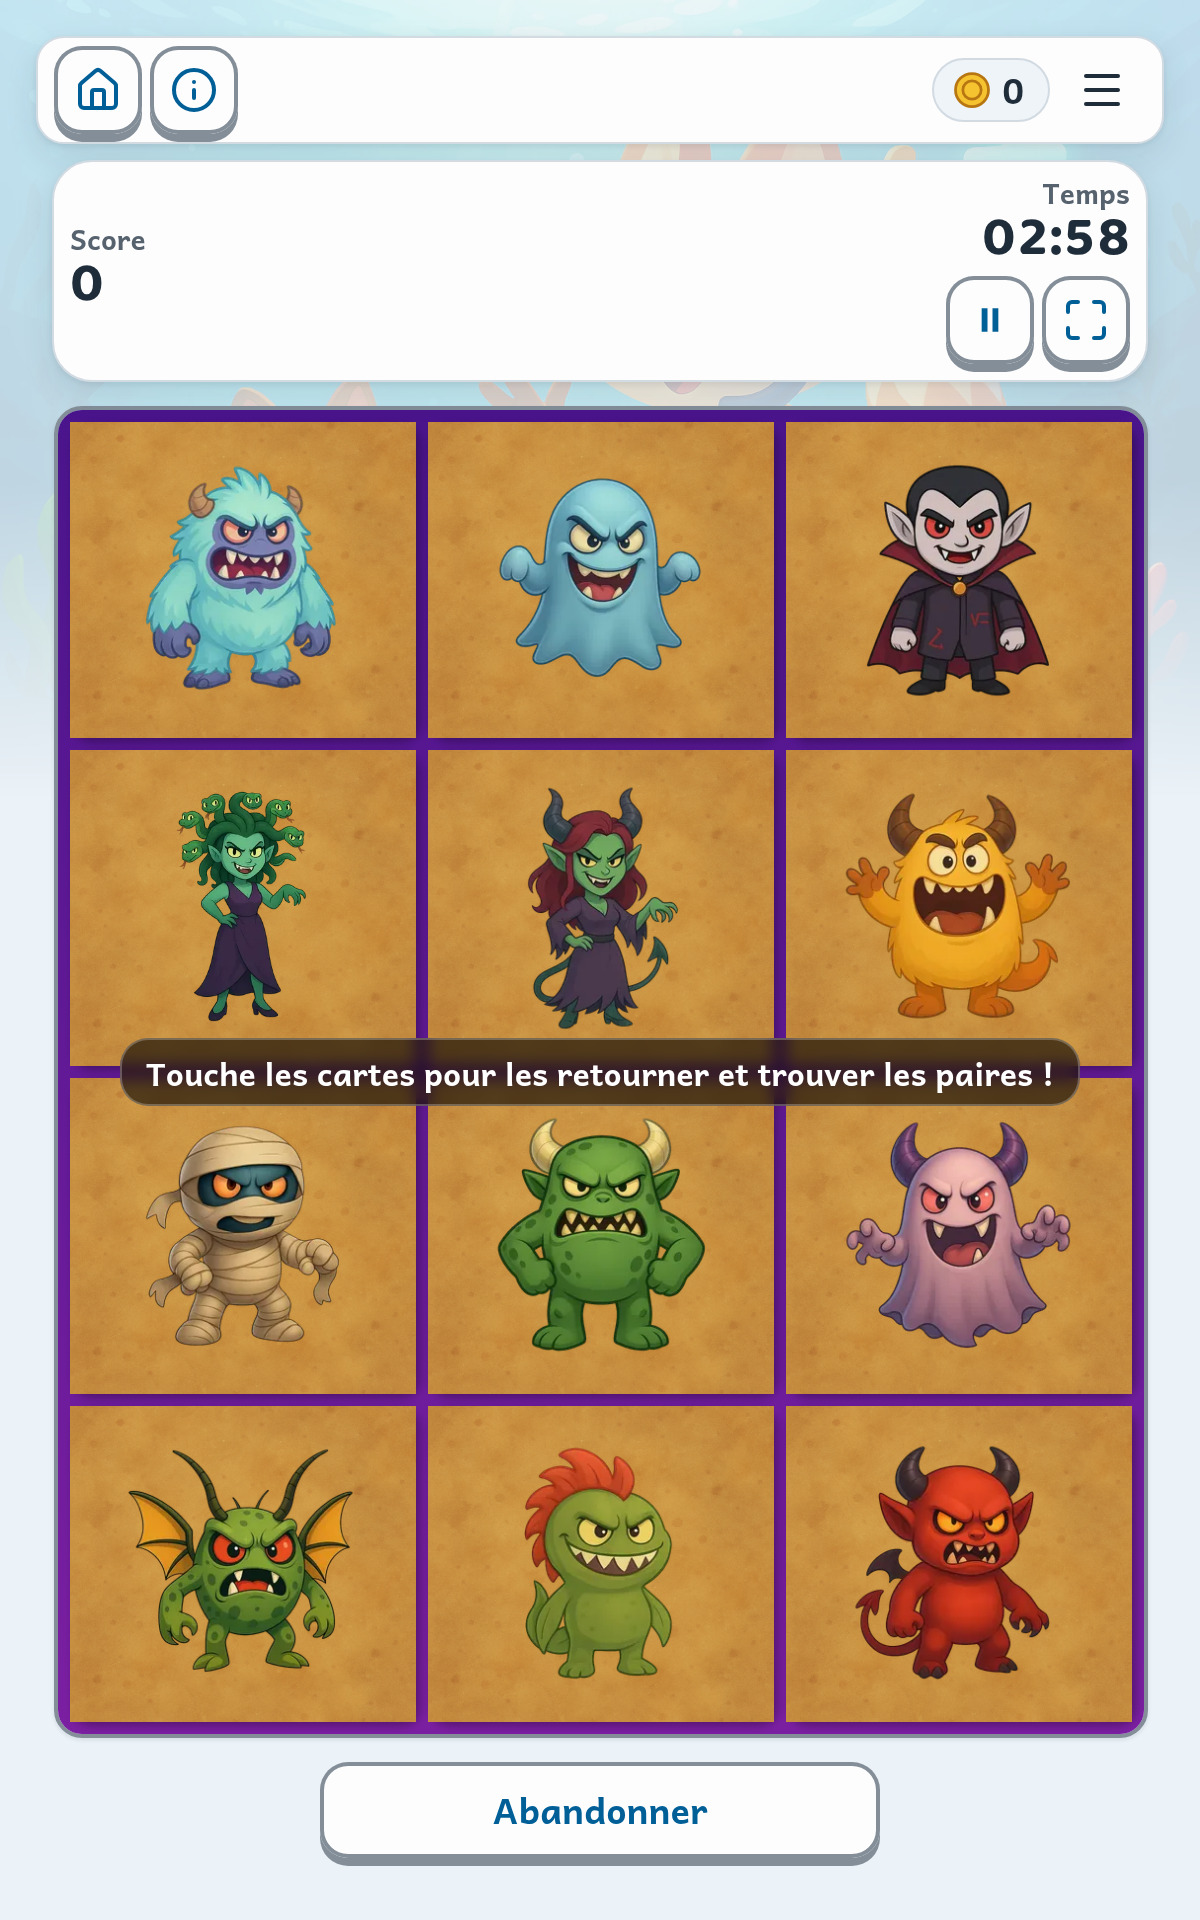 0
Score
0
Temps
02:58
Touche les cartes pour les retourner et trouver les paires !
Abandonner